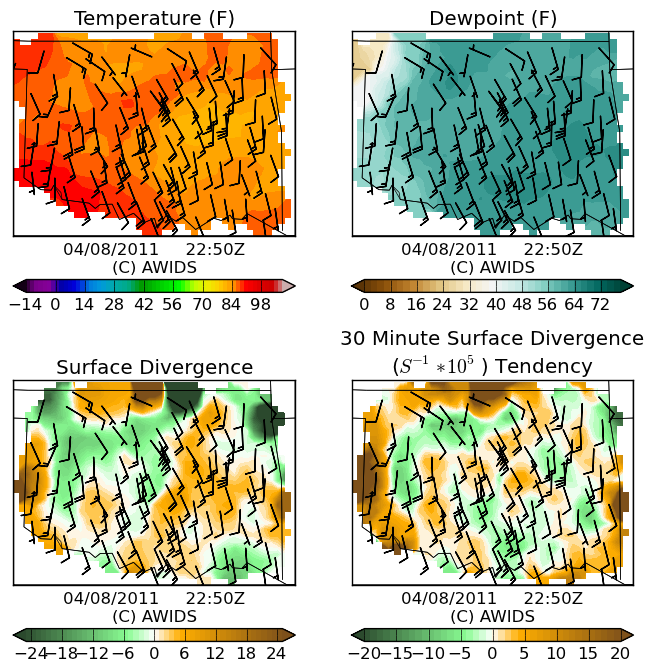 Temperature (F)
Dewpoint (F)
04/08/2011 22:50Z
(C) AWIDS
04/08/2011 22:50Z
(C) AWIDS
−14 0 14 28 42 56 70 84 98
0 8 16 24 32 40 48 56 64 72
Surface Divergence
30 Minute Surface Divergence
(S⁻¹ *10⁵ ) Tendency
04/08/2011 22:50Z
(C) AWIDS
04/08/2011 22:50Z
(C) AWIDS
−24 −18 −12 −6 0 6 12 18 24
−20 −15 −10 −5 0 5 10 15 20